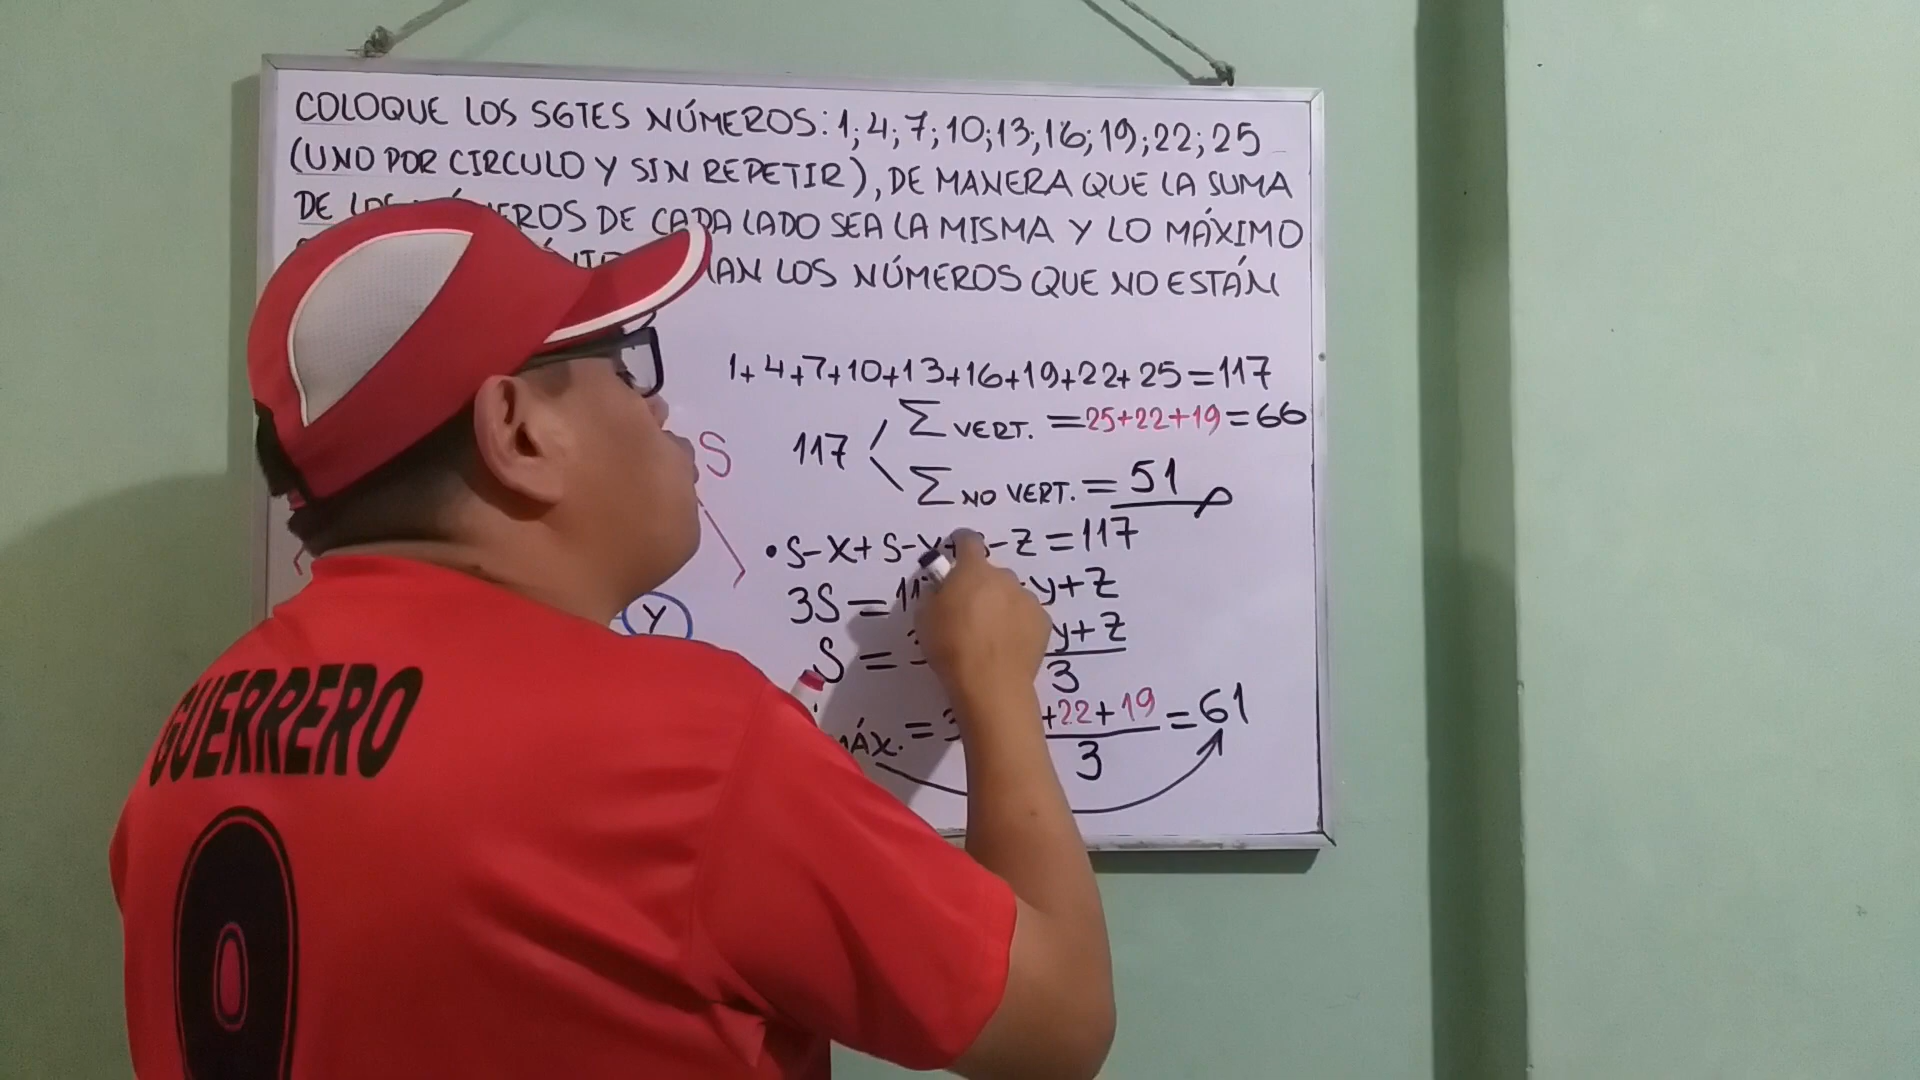 COLOQUE LOS SGTES NÚMEROS: 1; 4; 7; 10; 13; 16; 19; 22; 25
(UNO POR CIRCULO Y SIN REPETIR), DE MANERA QUE LA SUMA
DE LOS NÚMEROS DE CADA LADO SEA LA MISMA Y LO MÁXIMO
LOS NÚMEROS QUE NO ESTÁN
1+4+7+10+13+16+19+22+25=117
117
Σ VERT. =25+22+19=66
Σ NO VERT. = 51
S
• S-X+S-Y+S-Z=117
3S=117 +Y+Z
Y
S = 3 Y+Z
3
MÁX. = 3 +22+19 = 61
3
GUERRERO